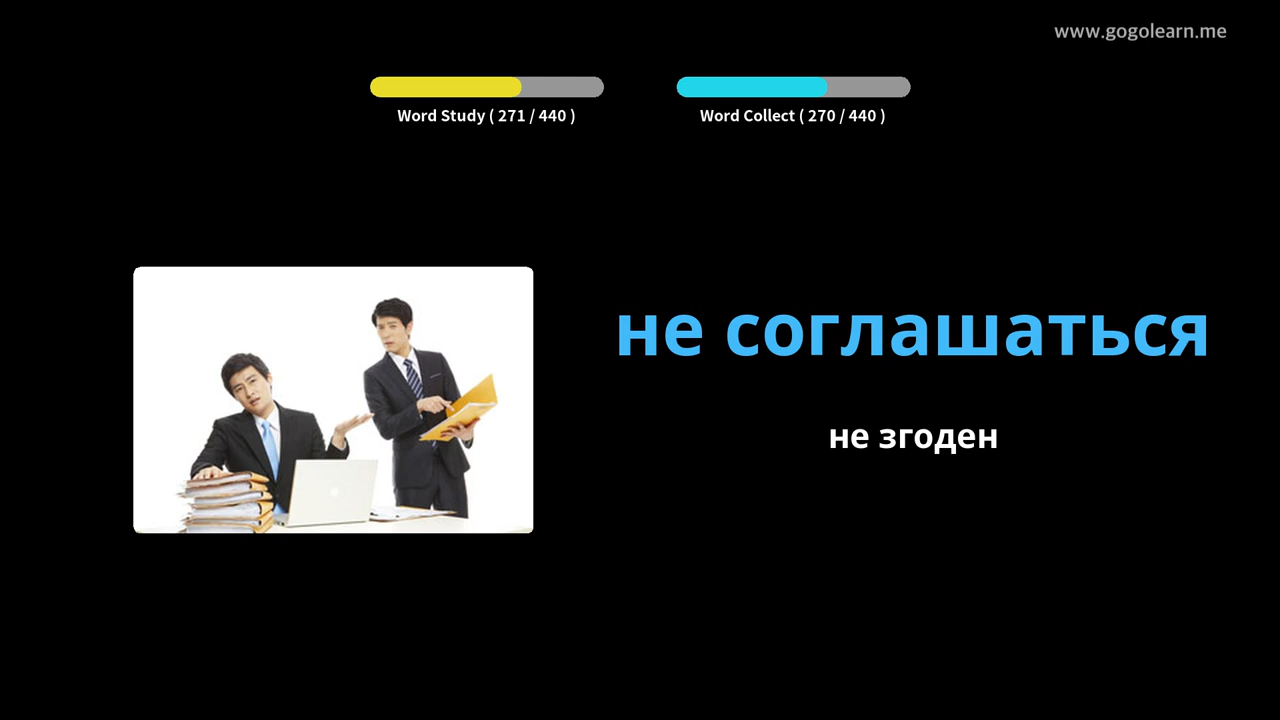 www.gogolearn.me
Word Study ( 271 / 440 )
Word Collect ( 270 / 440 )
не соглашаться
не згоден